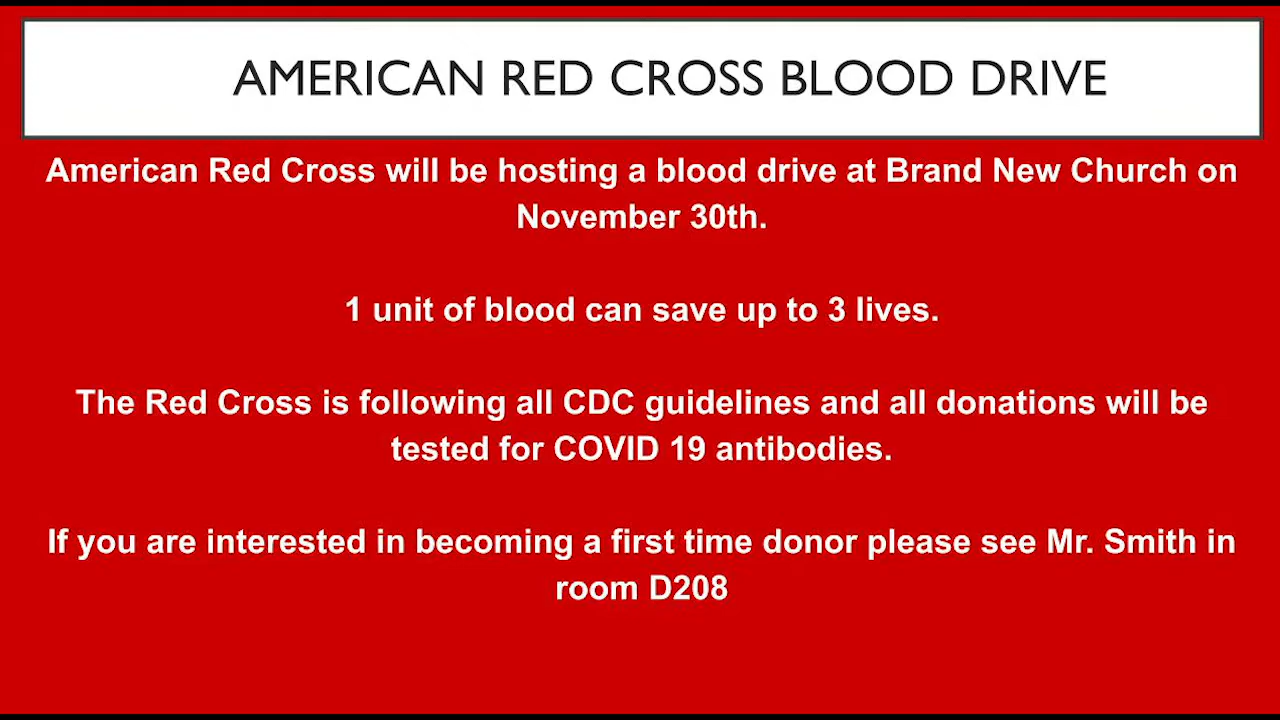 AMERICAN RED CROSS BLOOD DRIVE
American Red Cross will be hosting a blood drive at Brand New Church on
November 30th.
1 unit of blood can save up to 3 lives.
The Red Cross is following all CDC guidelines and all donations will be
tested for COVID 19 antibodies.
If you are interested in becoming a first time donor please see Mr. Smith in
room D208